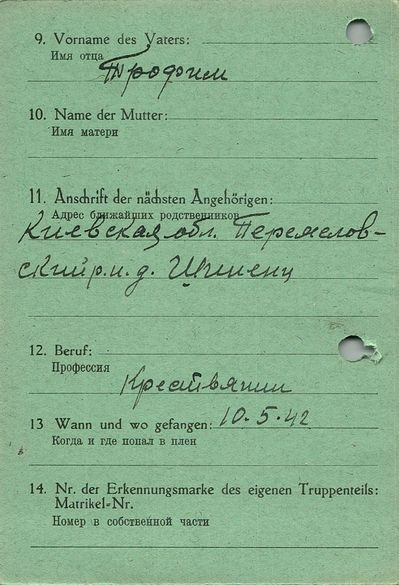 9. Vorname des Vaters:
Имя отца
Трофим
10. Name der Mutter:
Имя матери
11. Anschrift der nächsten Angehörigen:
Адрес ближайших родственников
Киевская обл. Перемелов-
ский р.н. д.
12. Beruf:
Профессия
Крестьянин
13 Wann und wo gefangen: 10.5.42
Когда и где попал в плен
14. Nr. der Erkennungsmarke des eigenen Truppenteils:
Matrikel-Nr.
Номер в собственной части